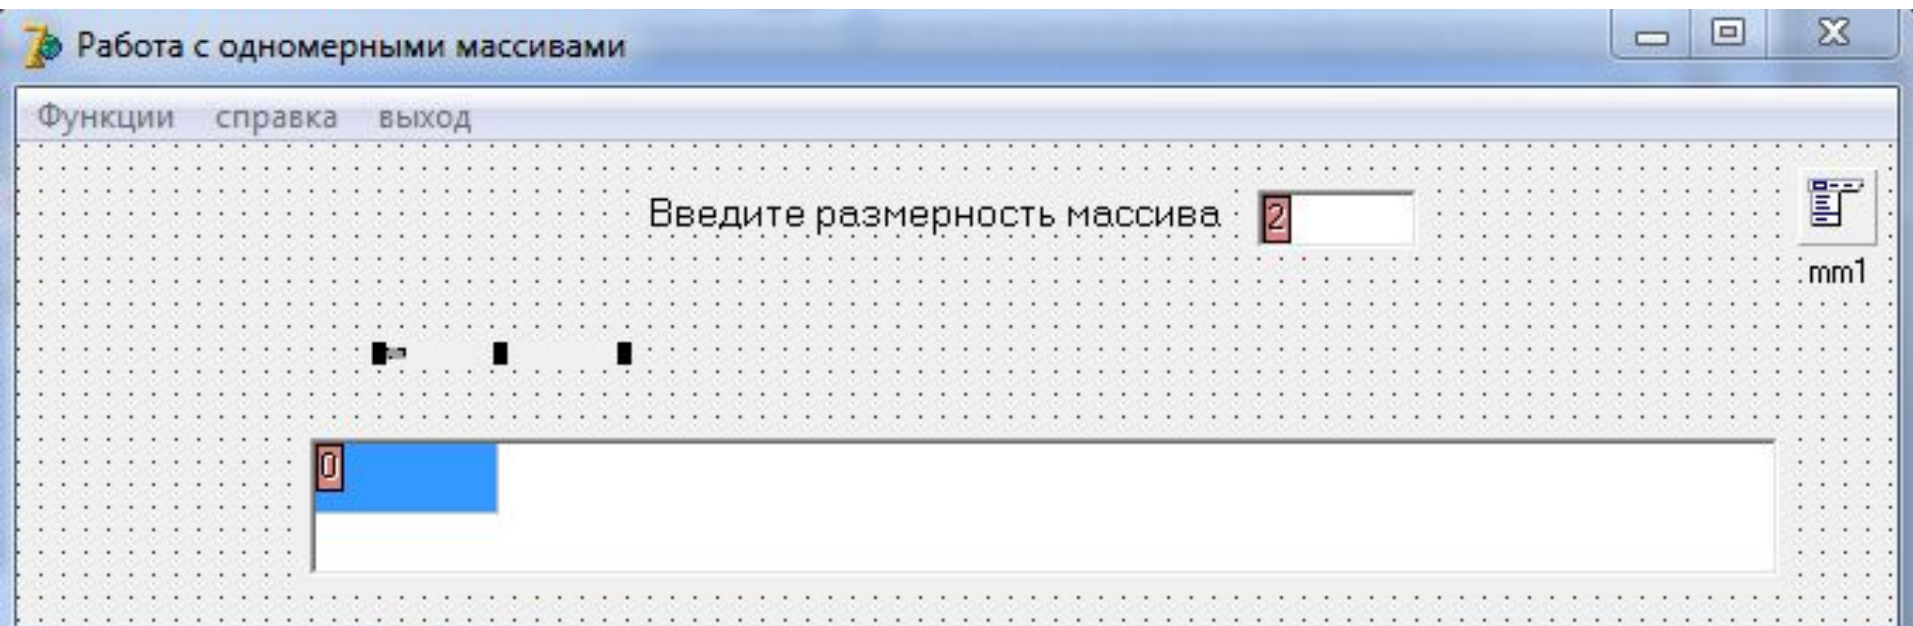 Работа с одномерными массивами
Функции справка выход
Введите размерность массива 2
mm1
0